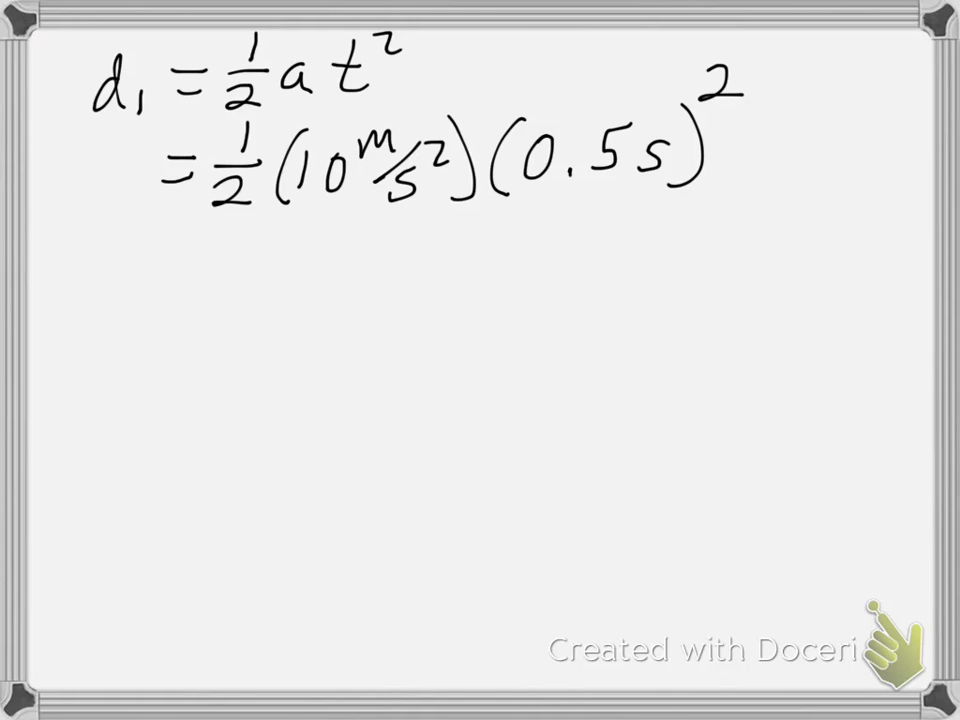 d₁ = ½ a t²
= ½ (10 m/s²)(0.5 s)²
Created with Doceri